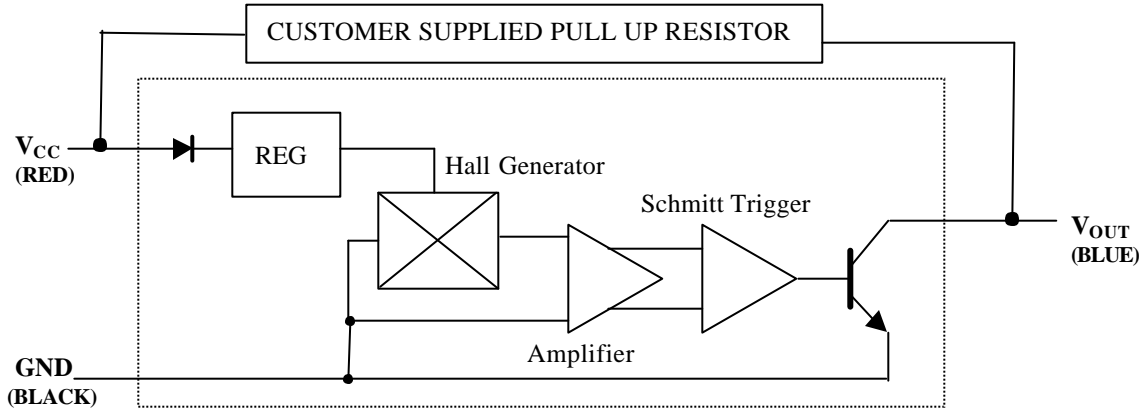 CUSTOMER SUPPLIED PULL UP RESISTOR
VCC
(RED)
REG
Hall Generator
Schmitt Trigger
VOUT
(BLUE)
Amplifier
GND
(BLACK)